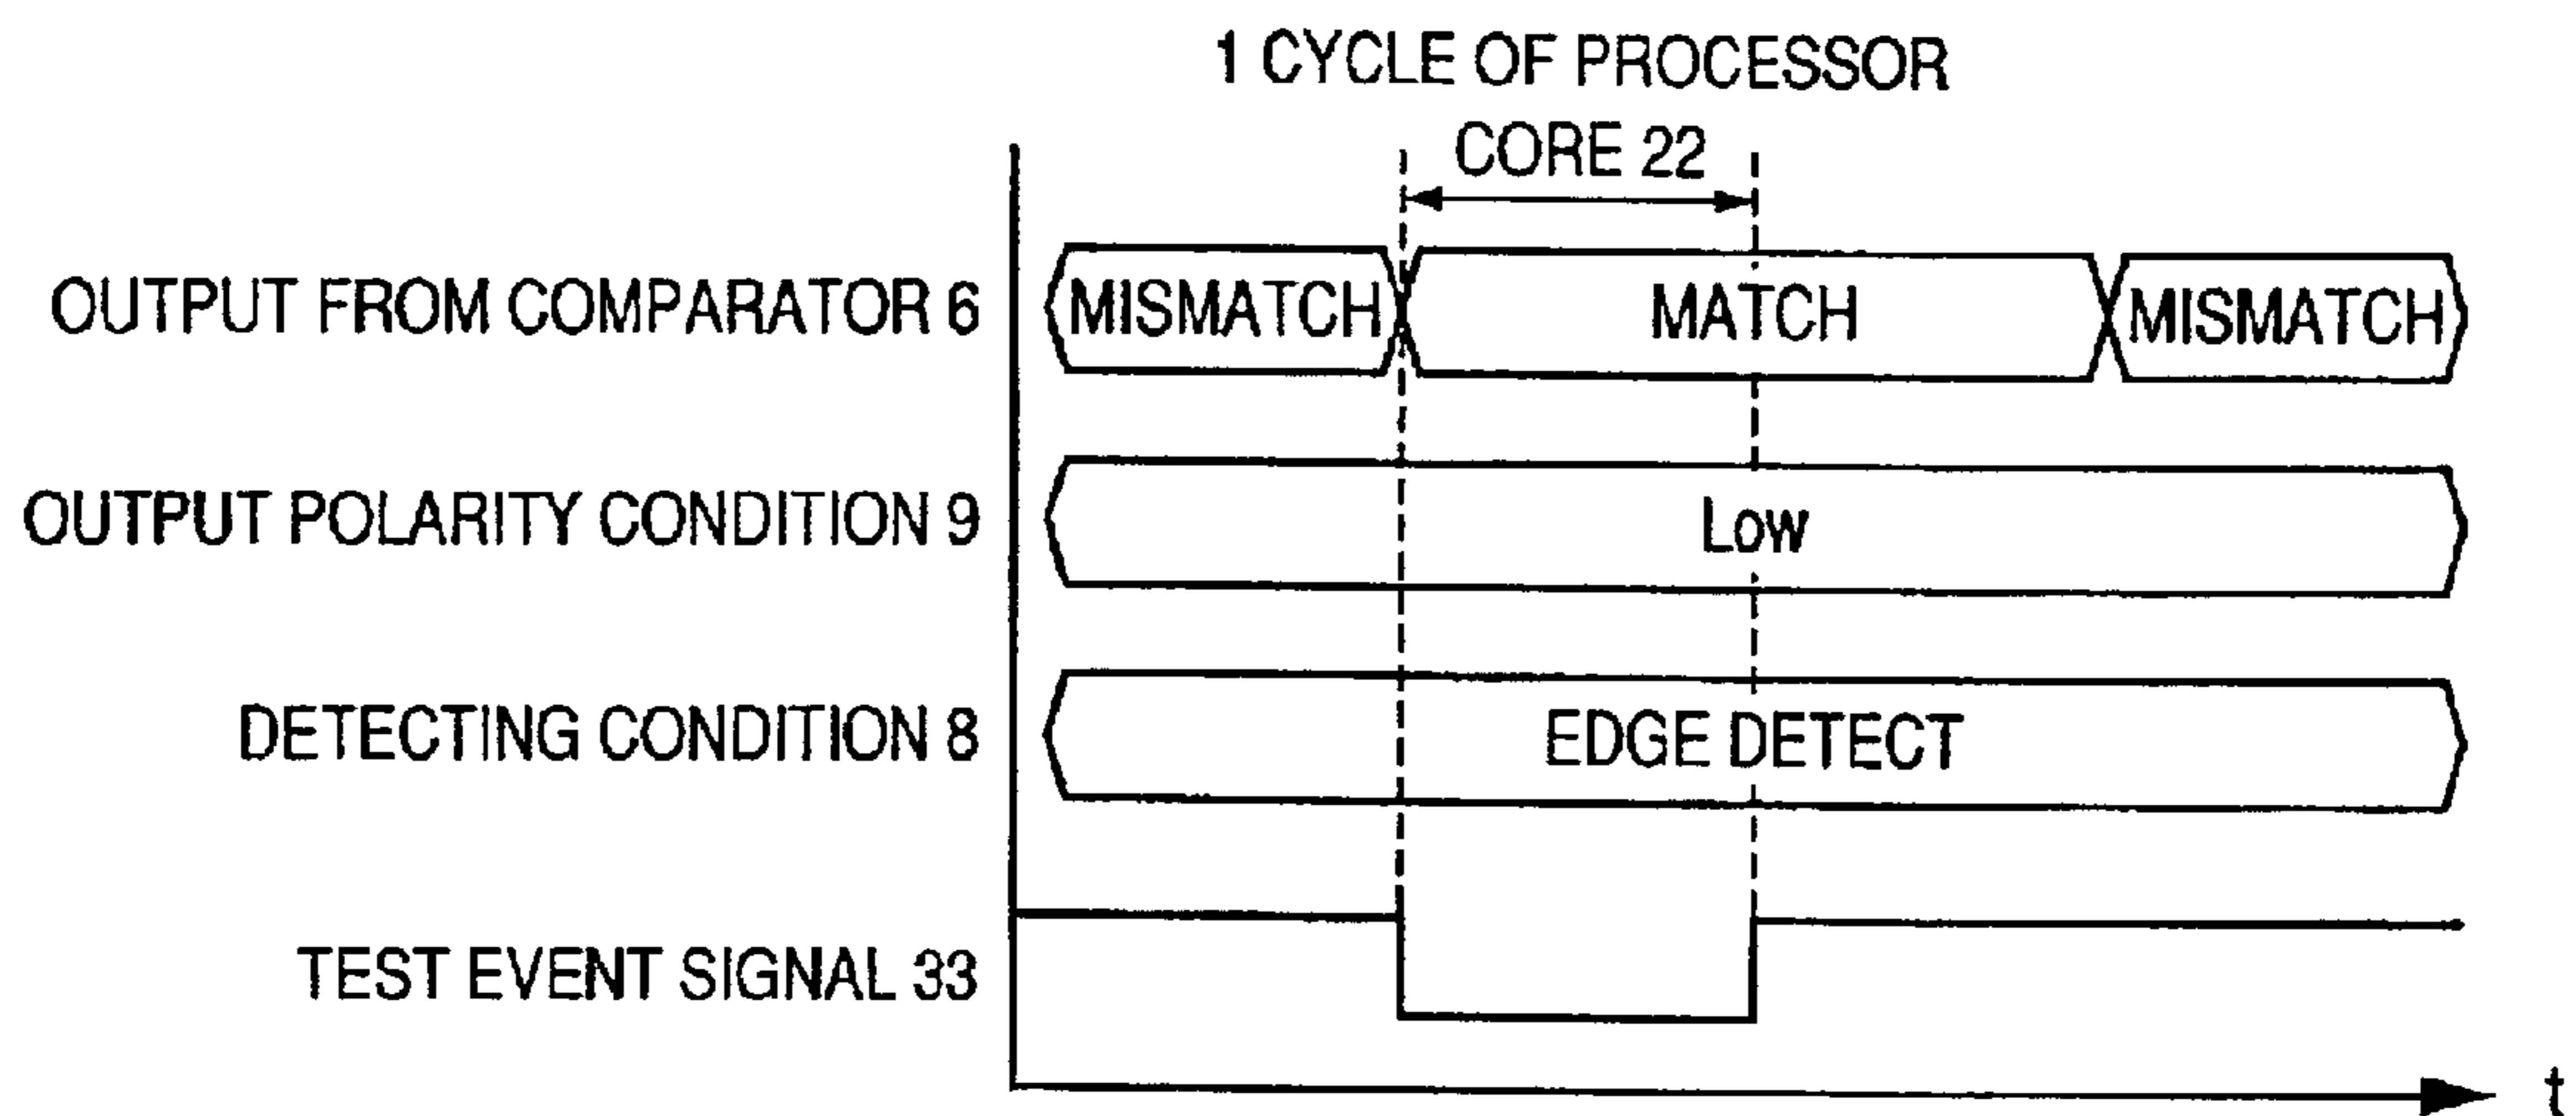 1 CYCLE OF PROCESSOR
CORE 22
OUTPUT FROM COMPARATOR 6
MISMATCH
MATCH
MISMATCH
OUTPUT POLARITY CONDITION 9
Low
DETECTING CONDITION 8
EDGE DETECT
TEST EVENT SIGNAL 33
t